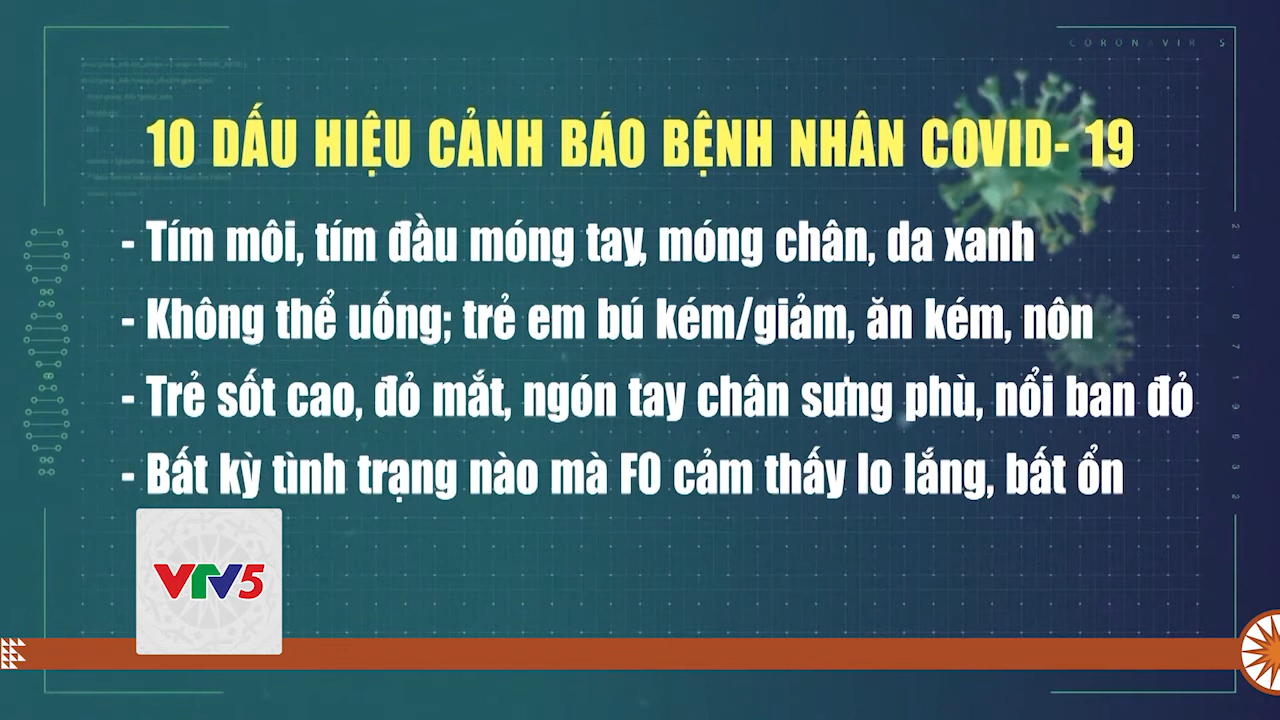 CORONAVIR S
10 DẤU HIỆU CẢNH BÁO BỆNH NHÂN COVID- 19
- Tím môi, tím đầu móng tay, móng chân, da xanh
- Không thể uống; trẻ em bú kém/giảm, ăn kém, nôn
- Trẻ sốt cao, đỏ mắt, ngón tay chân sưng phù, nổi ban đỏ
- Bất kỳ tình trạng nào mà F0 cảm thấy lo lắng, bất ổn
VTV5